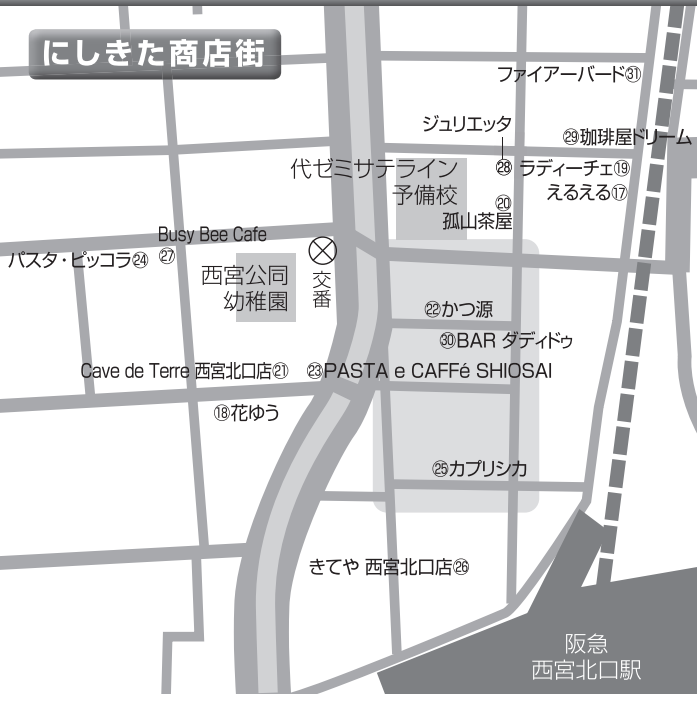 にしきた商店街
ファイアーバード㉛
ジュリエッタ
㉙珈琲屋ドリーム
代ゼミサテライン
予備校
㉘
ラディーチェ⑲
えるえる⑰
⑳
孤山茶屋
Busy Bee Cafe
㉗
パスタ・ピッコラ㉔
交番
西宮公同
幼稚園
㉒かつ源
㉚BAR ダディドゥ
Cave de Terre 西宮北口店㉑
㉓PASTA e CAFFé SHIOSAI
⑱花ゆう
㉕カプリシカ
きてや 西宮北口店㉖
阪急
西宮北口駅